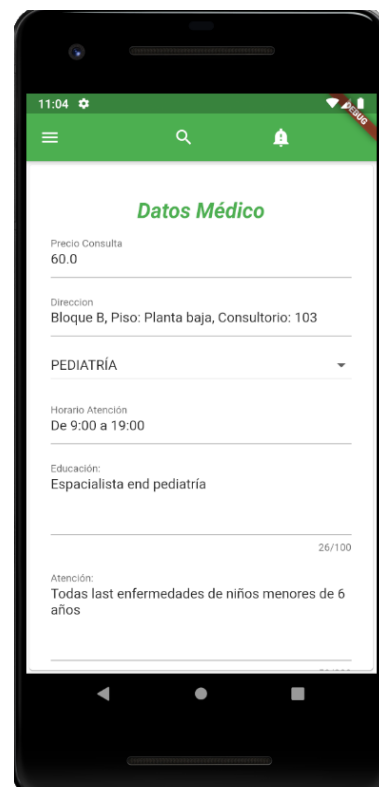 11:04
DEBUG
Datos Médico
Precio Consulta
60.0
Direccion
Bloque B, Piso: Planta baja, Consultorio: 103
PEDIATRÍA
Horario Atención
De 9:00 a 19:00
Educación:
Espacialista end pediatría
26/100
Atención:
Todas last enfermedades de niños menores de 6
años